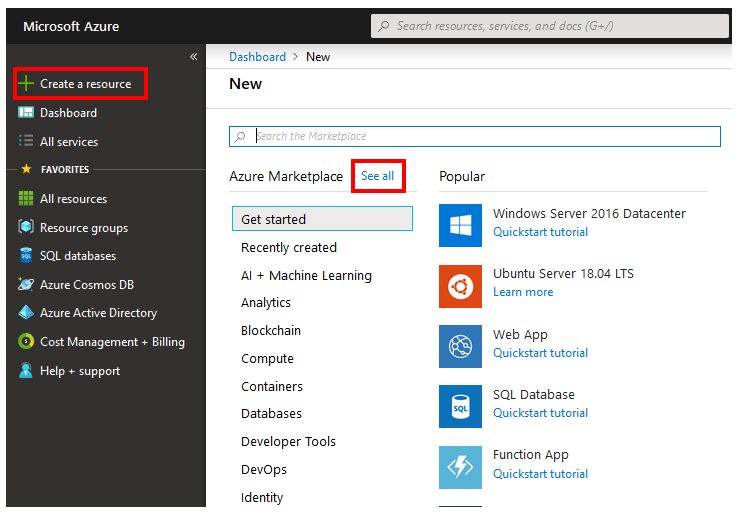 Microsoft Azure
Search resources, services, and docs (G+/)
«
Create a resource
Dashboard
All services
FAVORITES
All resources
Resource groups
SQL databases
Azure Cosmos DB
Azure Active Directory
Cost Management + Billing
Help + support
Dashboard > New
New
Search the Marketplace
Azure Marketplace See all
Get started
Recently created
AI + Machine Learning
Analytics
Blockchain
Compute
Containers
Databases
Developer Tools
DevOps
Identity
Popular
Windows Server 2016 Datacenter
Quickstart tutorial
Ubuntu Server 18.04 LTS
Learn more
Web App
Quickstart tutorial
SQL
SQL Database
Quickstart tutorial
Function App
Quickstart tutorial